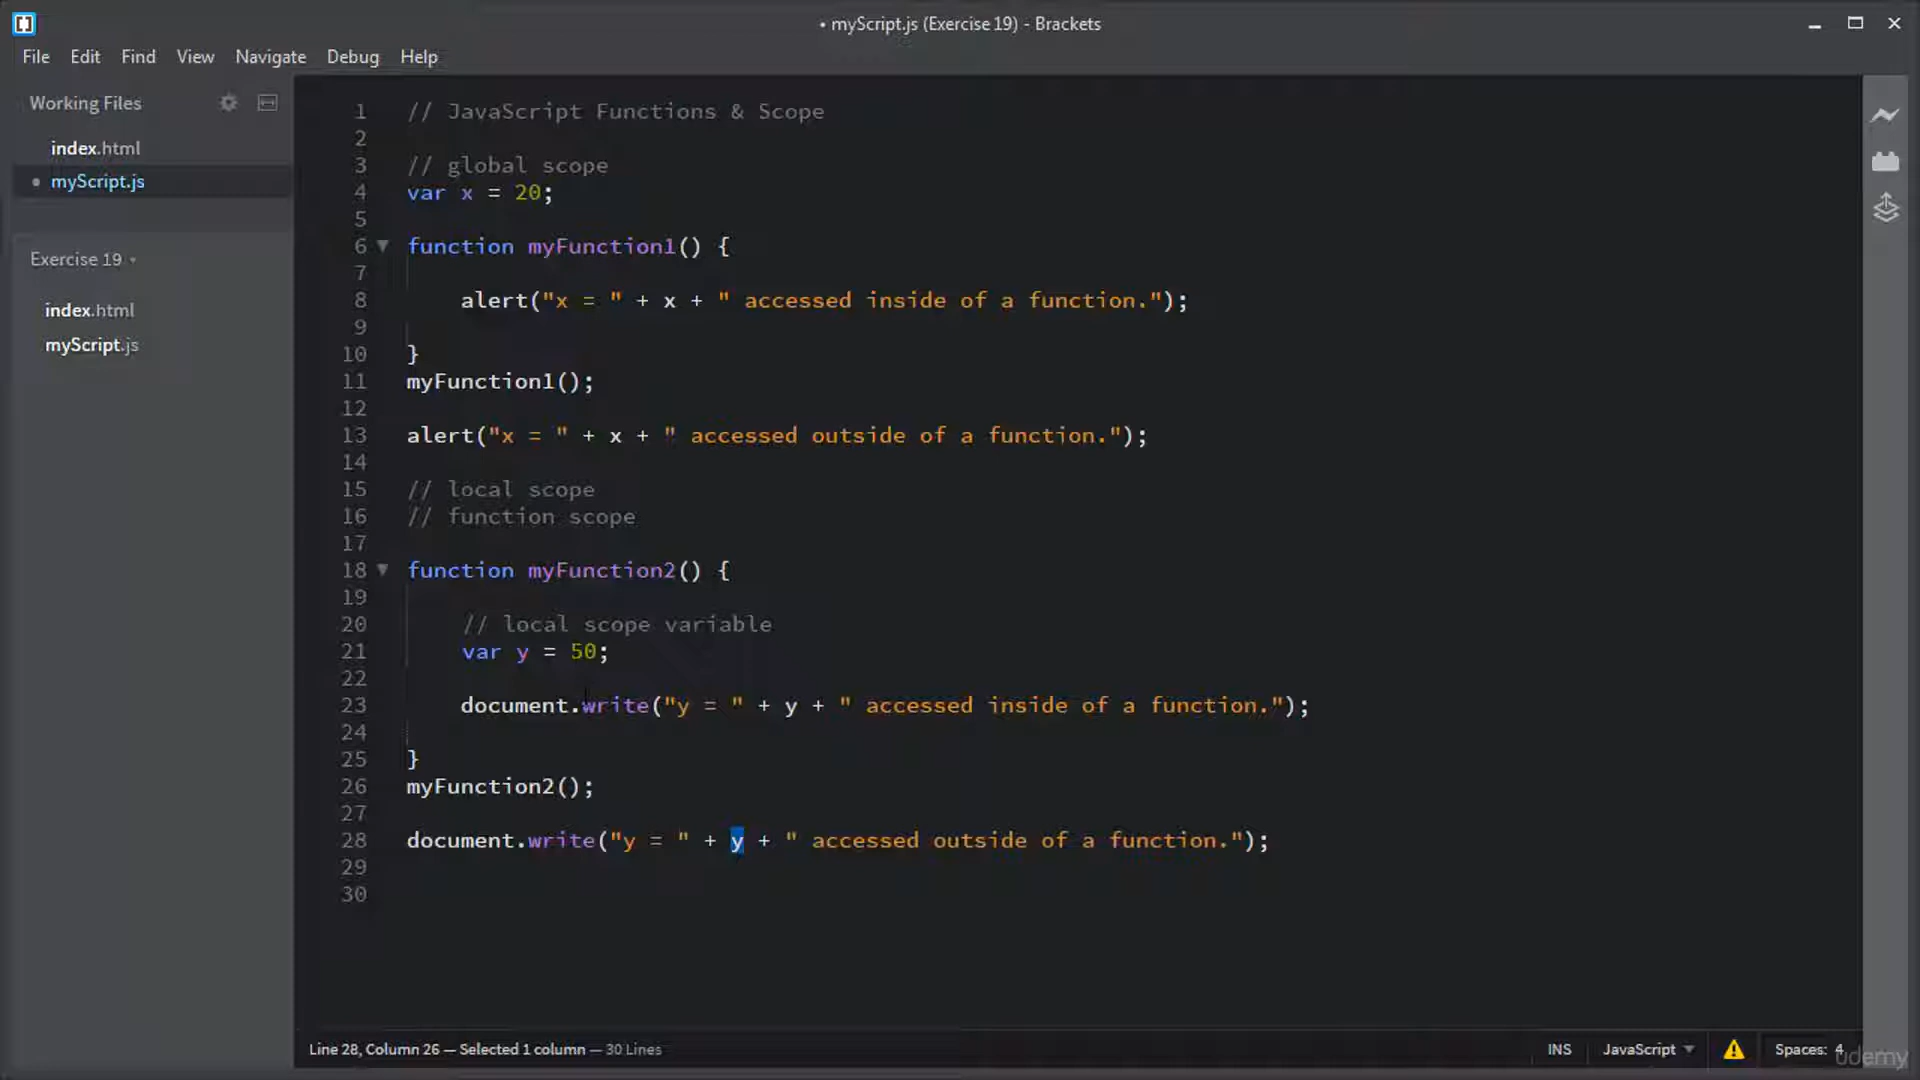 • myScript.js (Exercise 19) - Brackets
File Edit Find View Navigate Debug Help
Working Files
index.html
• myScript.js
Exercise 19
index.html
myScript.js
1 // JavaScript Functions & Scope
2
3 // global scope
4 var x = 20;
5
6 function myFunction1() {
7
8 alert("x = " + x + " accessed inside of a function.");
9
10 }
11 myFunction1();
12
13 alert("x = " + x + " accessed outside of a function.");
14
15 // local scope
16 // function scope
17
18 function myFunction2() {
19
20 // local scope variable
21 var y = 50;
22
23 document.write("y = " + y + " accessed inside of a function.");
24
25 }
26 myFunction2();
27
28 document.write("y = " + y + " accessed outside of a function.");
29
30
Line 28, Column 26 — Selected 1 column — 30 Lines
INS JavaScript Spaces: 4
udemy